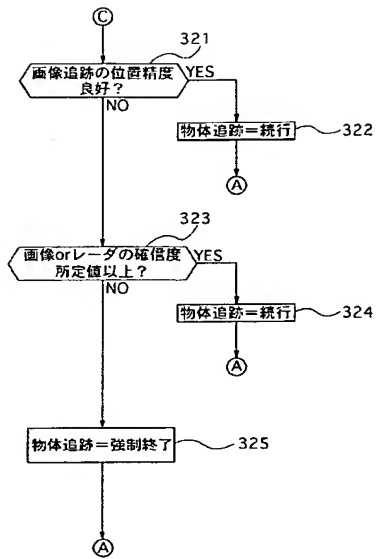 C
321
画像追跡の位置精度
良好？
YES
NO
物体追跡＝続行
322
A
323
画像orレーダの確信度
所定値以上？
YES
NO
物体追跡＝続行
324
A
物体追跡＝強制終了
325
A